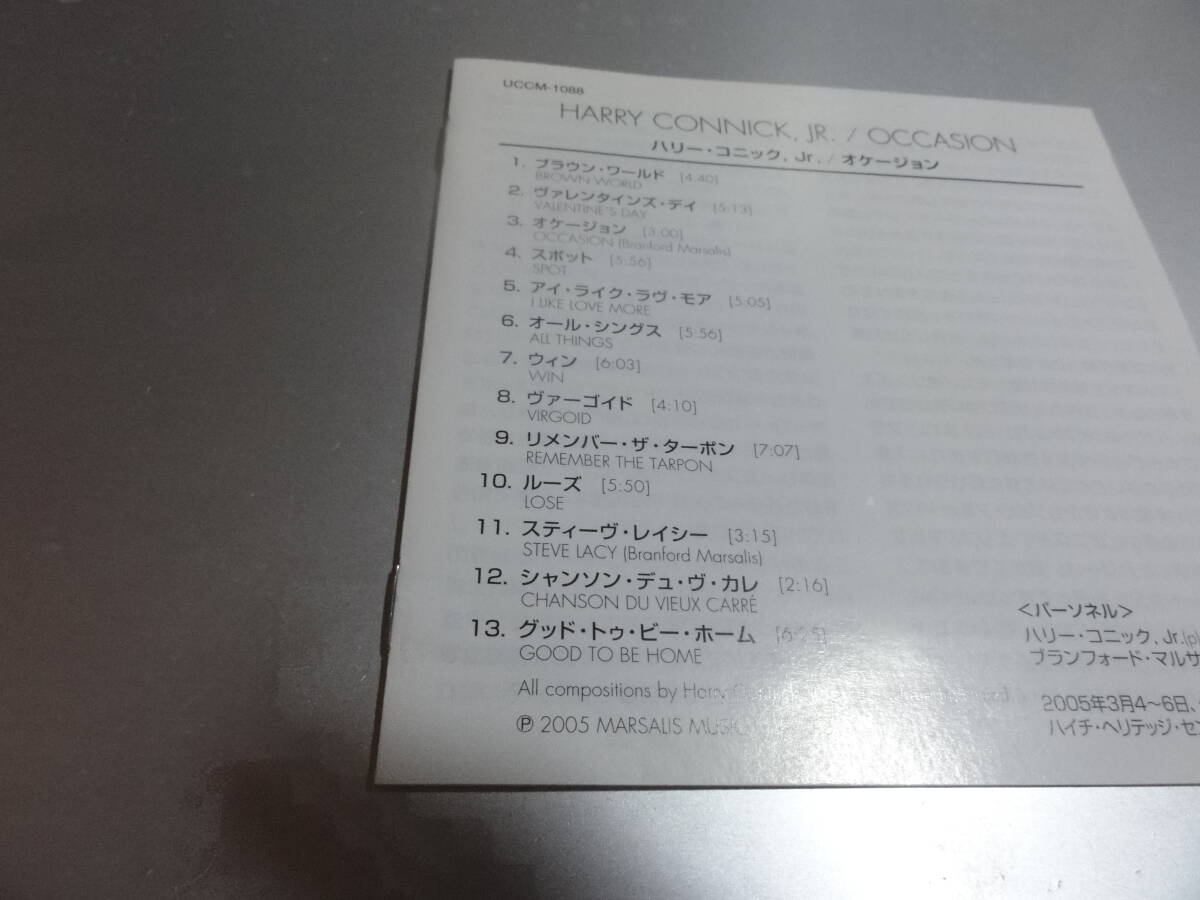 UCCM-1088
HARRY CONNICK, JR. / OCCASION
ハリー・コニック, Jr. / オケージョン
1. ブラウン・ワールド [4:40]
BROWN WORLD
2. ヴァレンタインズ・デイ [5:13]
VALENTINE'S DAY
3. オケージョン [3:00]
OCCASION (Branford Marsalis)
4. スポット [5:56]
SPOT
5. アイ・ライク・ラヴ・モア [5:05]
I LIKE LOVE MORE
6. オール・シングス [5:56]
ALL THINGS
7. ウィン [6:03]
WIN
8. ヴァーゴイド [4:10]
VIRGOID
9. リメンバー・ザ・ターポン [7:07]
REMEMBER THE TARPON
10. ルーズ [5:50]
LOSE
11. スティーヴ・レイシー [3:15]
STEVE LACY (Branford Marsalis)
12. シャンソン・デュ・ヴ・カレ [2:16]
CHANSON DU VIEUX CARRÉ
13. グッド・トゥ・ビー・ホーム [6:25]
GOOD TO BE HOME
All compositions by Harry
℗ 2005 MARSALIS MUSIC
<パーソネル>
ハリー・コニック, Jr.(p)
ブランフォード・マルサ
2005年3月4~6日、
ハイチ・ヘリテッジ・セン